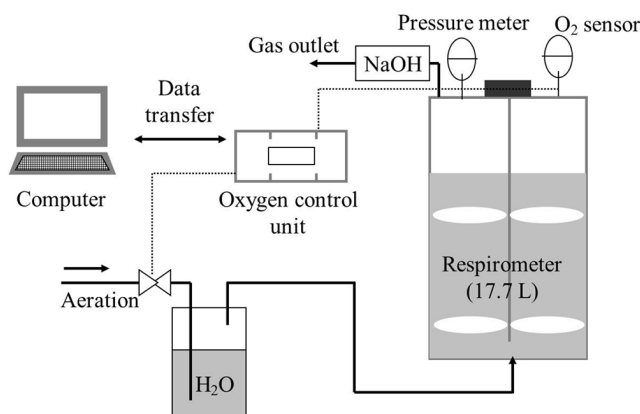 Pressure meter
O2 sensor
Gas outlet
NaOH
Data
transfer
Computer
Oxygen control
unit
Respirometer
(17.7 L)
Aeration
H2O